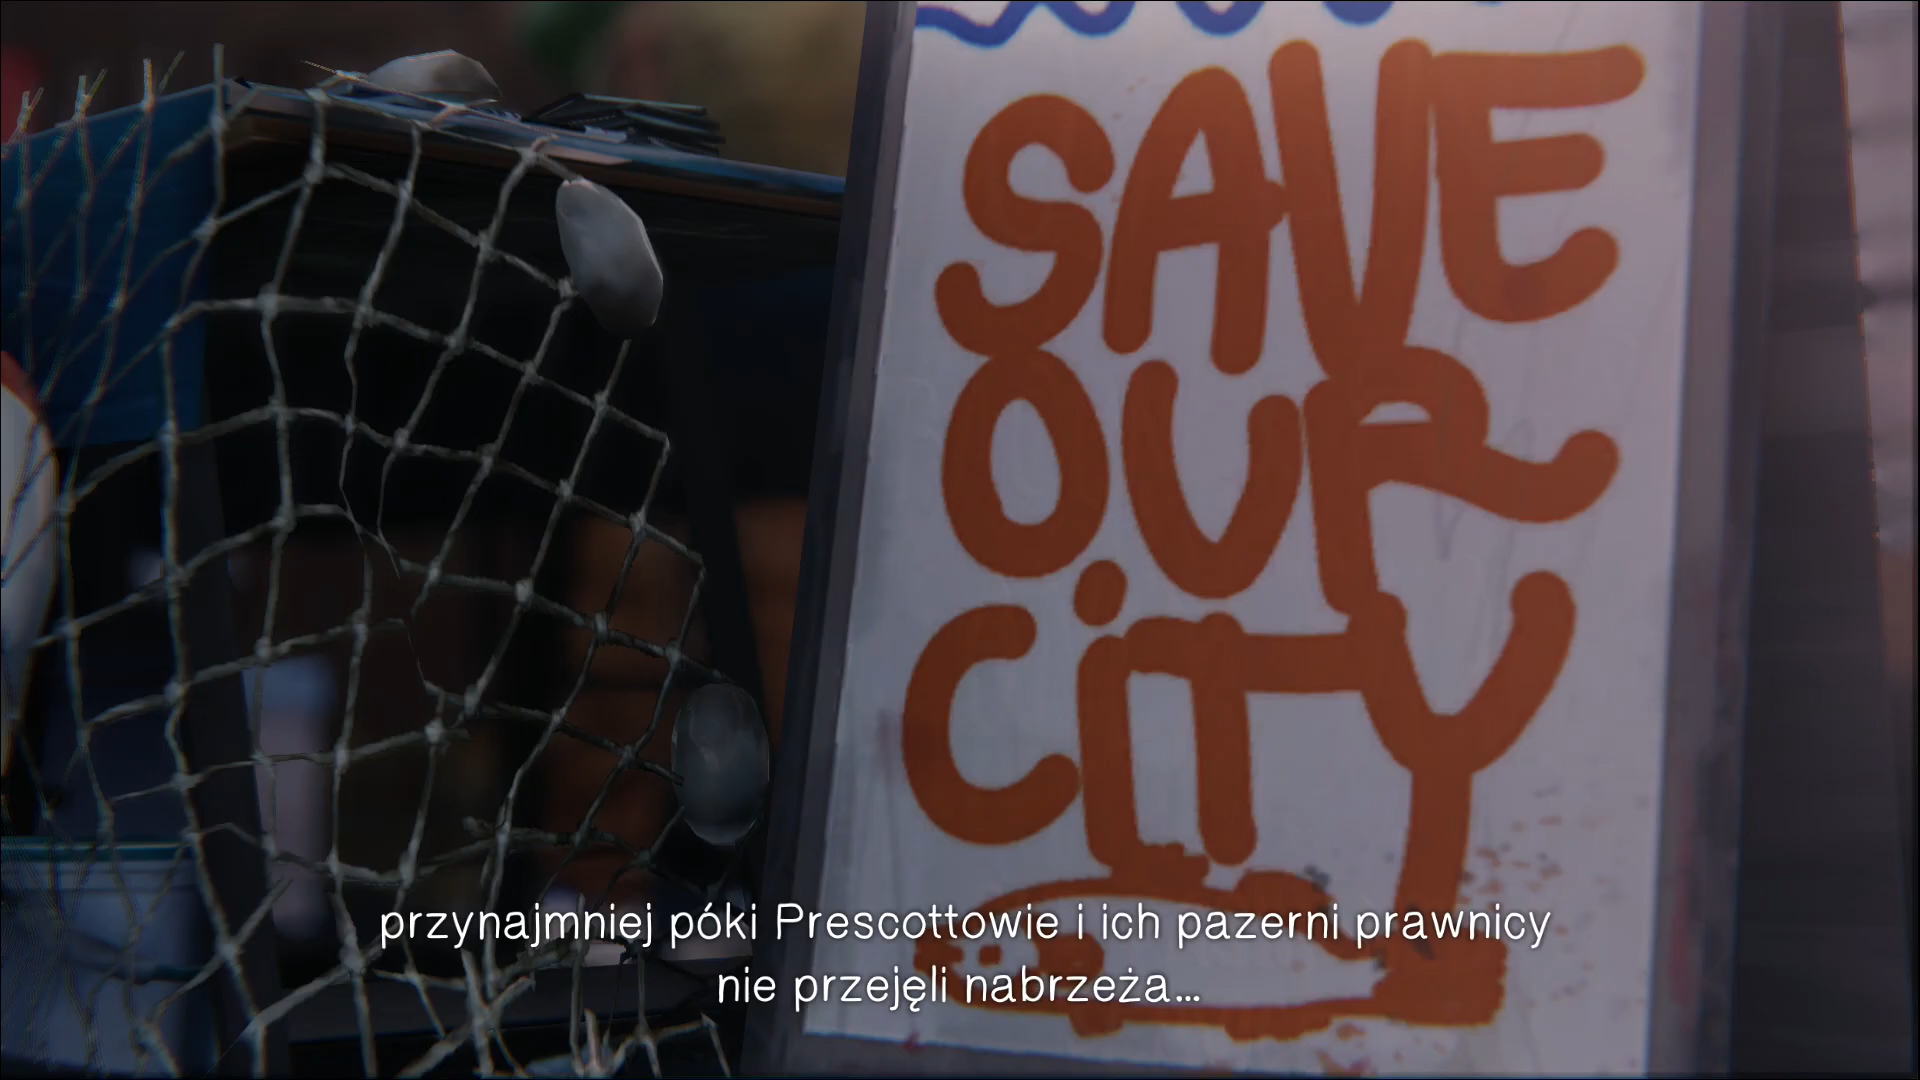 SAVE
OUR
CiTY
przynajmniej póki Prescottowie i ich pazerni prawnicy
nie przejęli nabrzeża...